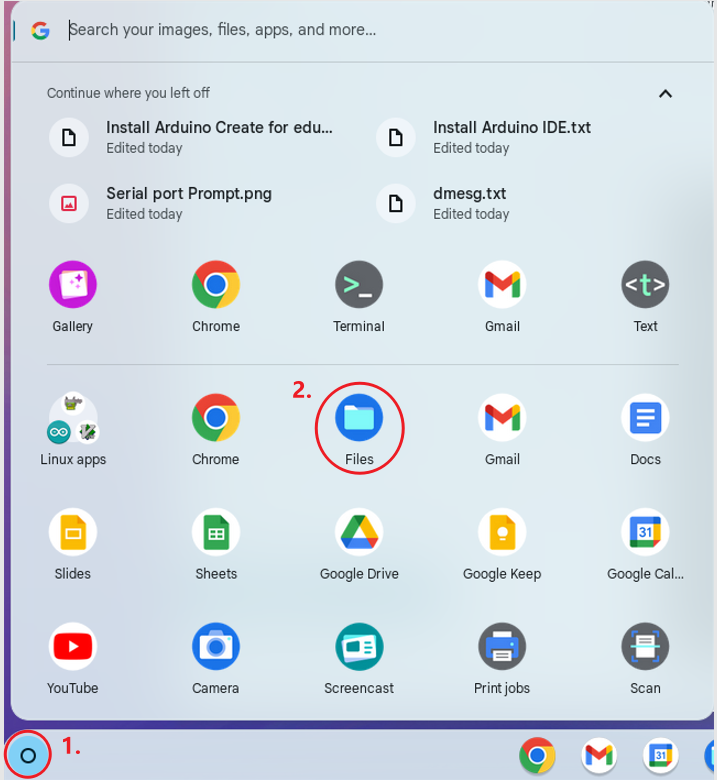 Search your images, files, apps, and more...
Continue where you left off
Install Arduino Create for edu...
Edited today
Install Arduino IDE.txt
Edited today
Serial port Prompt.png
Edited today
dmesg.txt
Edited today
>_
<t>
Gallery
Chrome
Terminal
Gmail
Text
2.
Linux apps
Chrome
Files
Gmail
Docs
31
Slides
Sheets
Google Drive
Google Keep
Google Cal...
YouTube
Camera
Screencast
Print jobs
Scan
1.
31